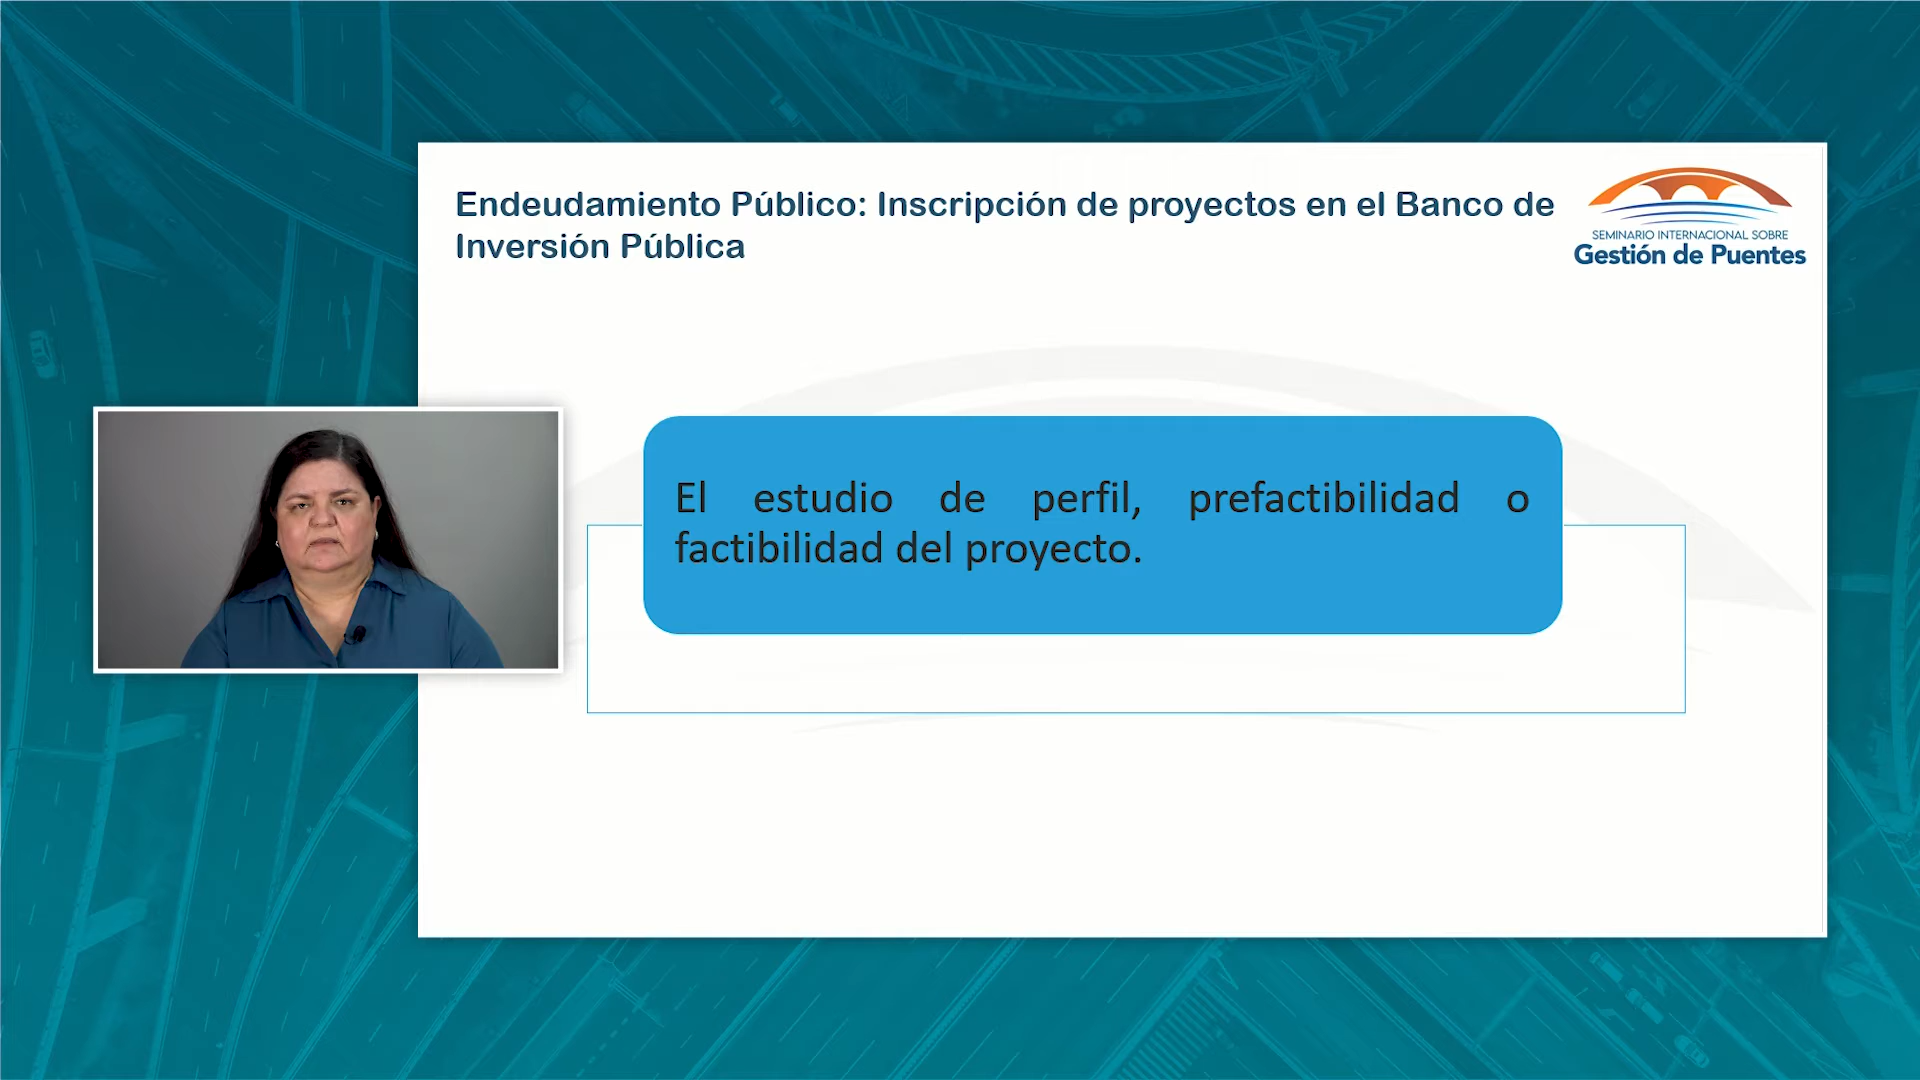 Endeudamiento Público: Inscripción de proyectos en el Banco de
Inversión Pública
SEMINARIO INTERNACIONAL SOBRE
Gestión de Puentes
El estudio de perfil, prefactibilidad o
factibilidad del proyecto.